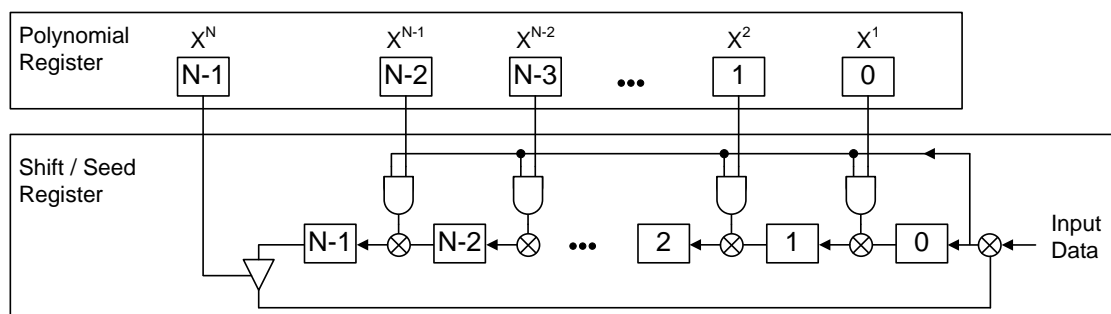 Polynomial
Register
X^N X^N-1 X^N-2 X^2 X^1
N-1 N-2 N-3 ••• 1 0
Shift / Seed
Register
N-1 N-2 ••• 2 1 0
Input
Data